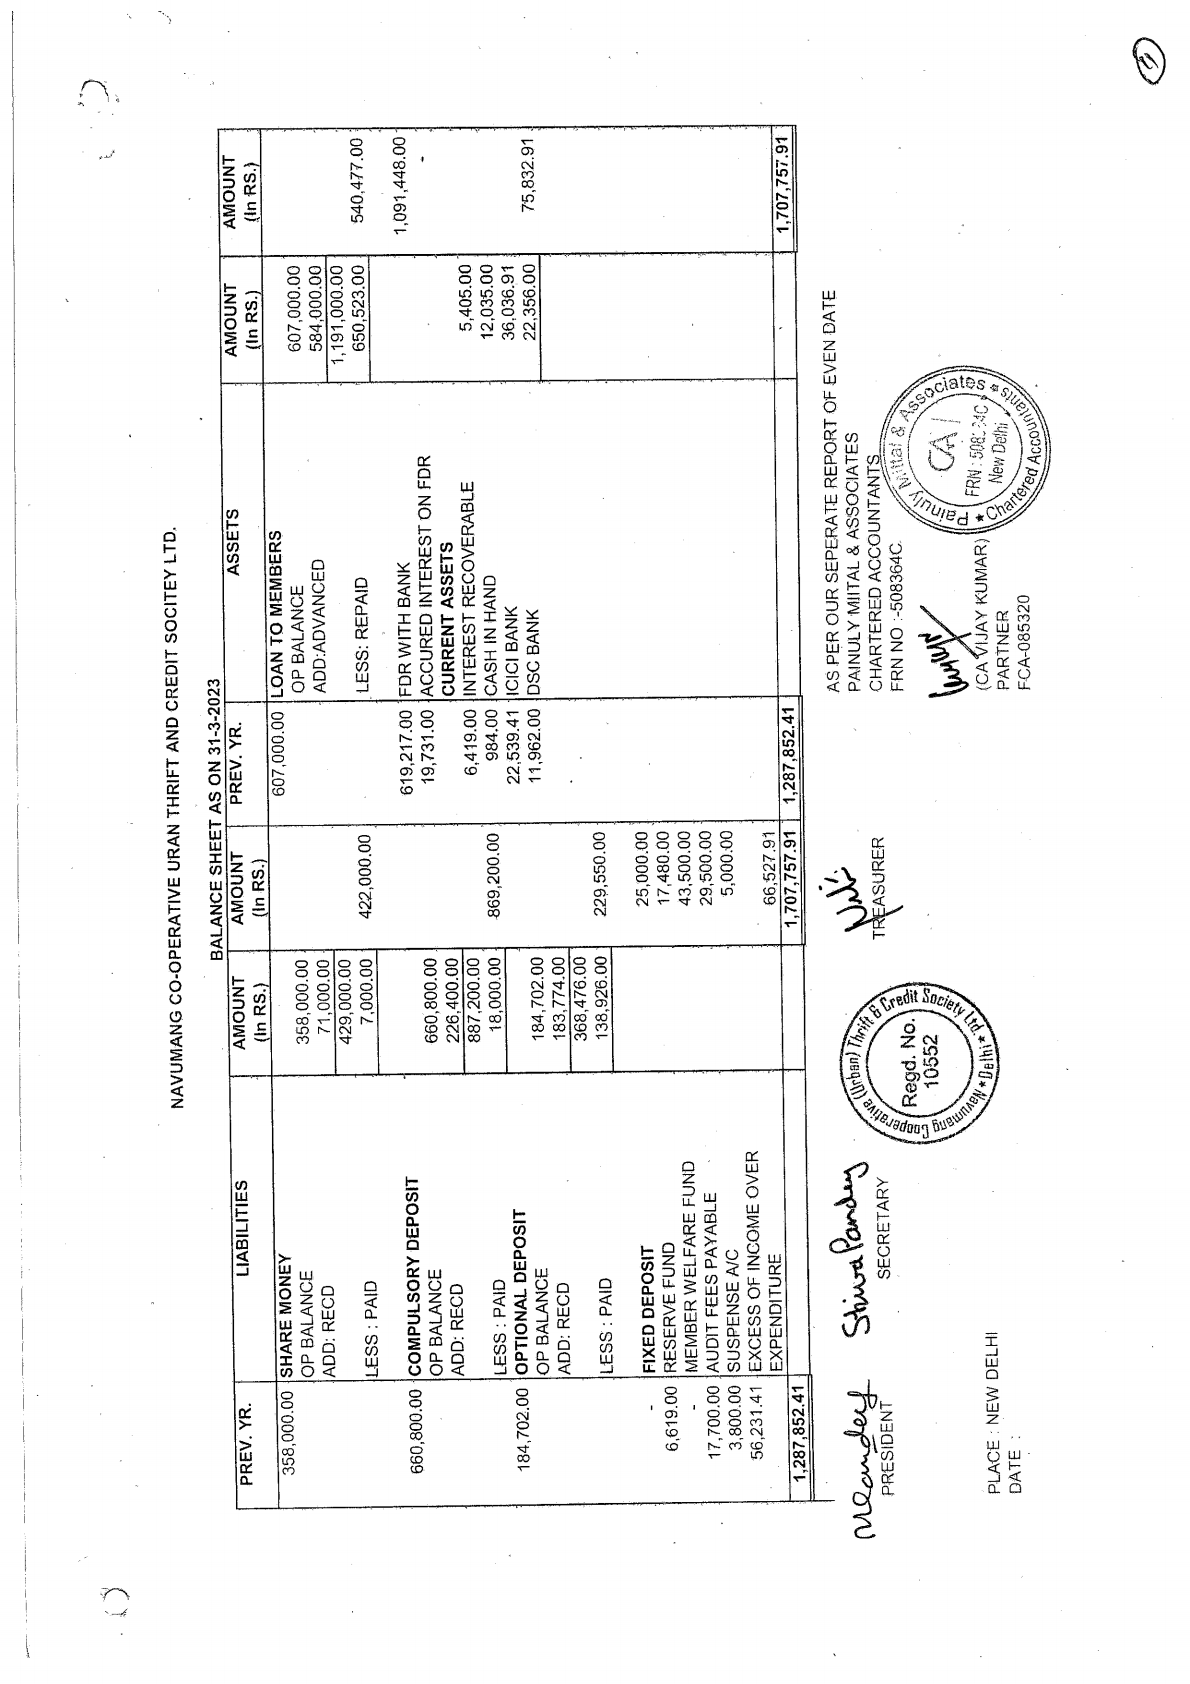 NAVUMANG CO-OPERATIVE URAN THRIFT AND CREDIT SOCITEY LTD.
BALANCE SHEET AS ON 31-3-2023
PREV. YR. LIABILITIES AMOUNT (In RS.) AMOUNT (In RS.) PREV. YR. ASSETS AMOUNT (In RS.) AMOUNT (In RS.)
358,000.00 SHARE MONEY 607,000.00 LOAN TO MEMBERS
OP BALANCE 358,000.00 OP BALANCE 607,000.00
ADD: RECD 71,000.00 ADD:ADVANCED 584,000.00
429,000.00 1,191,000.00
LESS : PAID 7,000.00 422,000.00 LESS: REPAID 650,523.00 540,477.00
660,800.00 COMPULSORY DEPOSIT 619,217.00 FDR WITH BANK 1,091,448.00
OP BALANCE 660,800.00 19,731.00 ACCURED INTEREST ON FDR -
ADD: RECD 226,400.00 CURRENT ASSETS
887,200.00 6,419.00 INTEREST RECOVERABLE 5,405.00
LESS : PAID 18,000.00 869,200.00 984.00 CASH IN HAND 12,035.00
184,702.00 OPTIONAL DEPOSIT 22,539.41 ICICI BANK 36,036.91
OP BALANCE 184,702.00 11,962.00 DSC BANK 22,356.00 75,832.91
ADD: RECD 183,774.00
368,476.00
LESS : PAID 138,926.00 229,550.00
- FIXED DEPOSIT 25,000.00
6,619.00 RESERVE FUND 17,480.00
- MEMBER WELFARE FUND 43,500.00
17,700.00 AUDIT FEES PAYABLE 29,500.00
3,800.00 SUSPENSE A/C 5,000.00
56,231.41 EXCESS OF INCOME OVER
EXPENDITURE 66,527.91
1,287,852.41 1,707,757.91 1,287,852.41 1,707,757.91
AS PER OUR SEPERATE REPORT OF EVEN DATE
PAINULY MIITAL & ASSOCIATES
CHARTERED ACCOUNTANTS
FRN NO :-508364C.
Shiva Pandey
PRESIDENT SECRETARY TREASURER
Navumang Cooperative (Urban) Thrift & Credit Society Ltd. ★ Delhi ★
Regd. No.
10552
Painuly Mittal & Associates ★ Chartered Accountants ★
CA
New Delhi
(CA VIJAY KUMAR)
PARTNER
FCA-085320
PLACE : NEW DELHI
DATE :